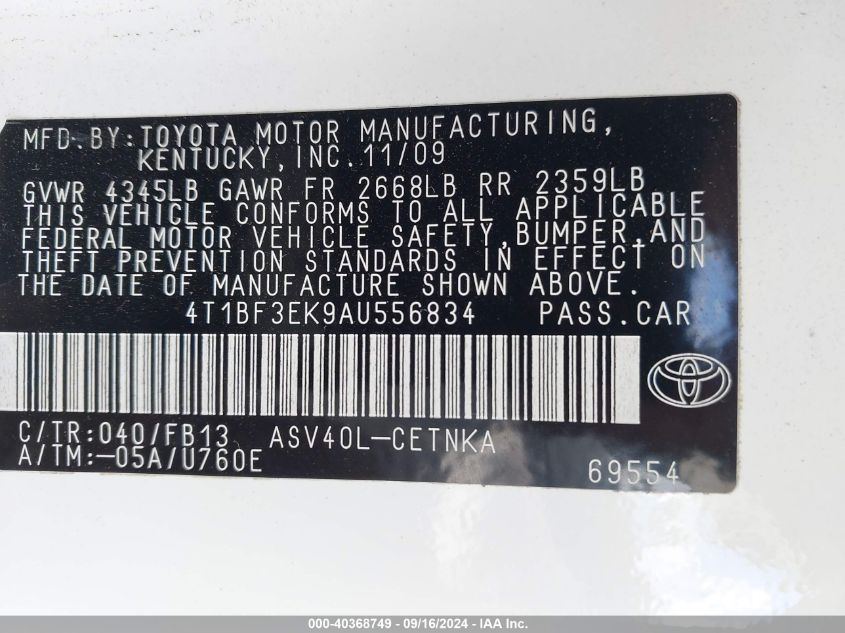 MFD.BY:TOYOTA MOTOR MANUFACTURING,
KENTUCKY,INC.11/09
GVWR 4345LB GAWR FR 2668LB RR 2359LB
THIS VEHICLE CONFORMS TO ALL APPLICABLE
FEDERAL MOTOR VEHICLE SAFETY,BUMPER,AND
THEFT PREVENTION STANDARDS IN EFFECT ON
THE DATE OF MANUFACTURE SHOWN ABOVE.
4T1BF3EK9AU556834 PASS.CAR
C/TR:040/FB13 ASV40L-CETNKA
A/TM:-05A/U760E
69554
000-40368749 - 09/16/2024 - IAA Inc.